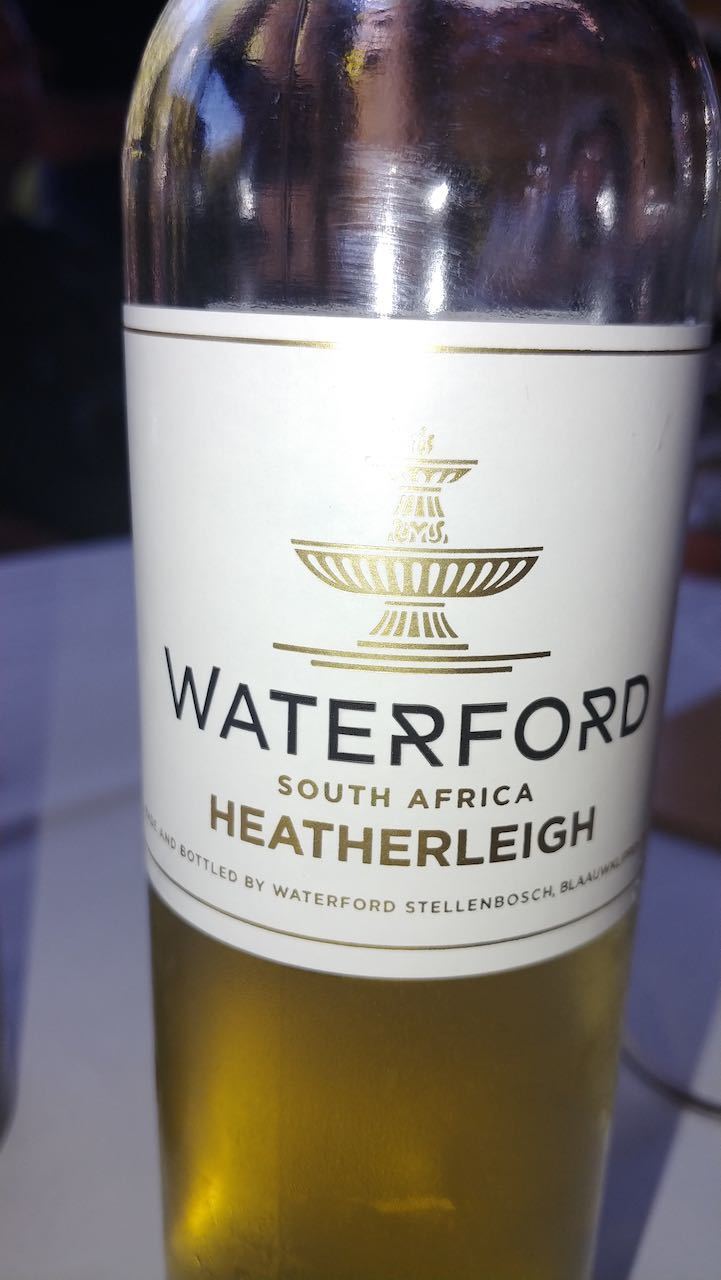 WATERFORD
SOUTH AFRICA
HEATHERLEIGH
AND BOTTLED BY WATERFORD STELLENBOSCH,